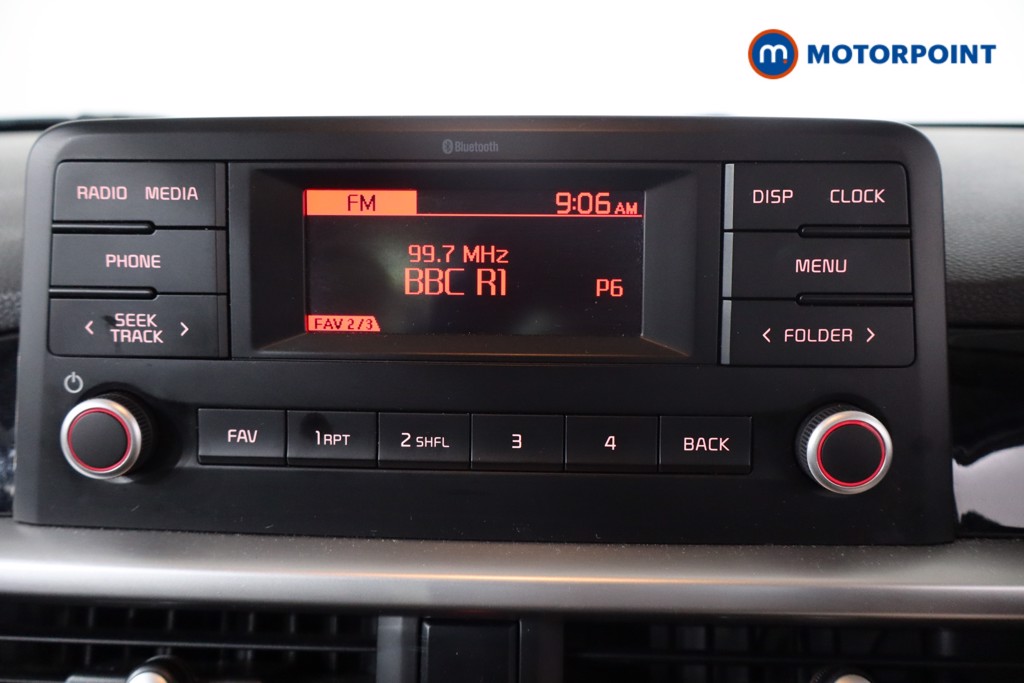 MOTORPOINT
Bluetooth
RADIO MEDIA
FM 9:06 AM
DISP CLOCK
PHONE
99.7 MHz
BBC R1 P6
MENU
< SEEK TRACK >
FAV 2/3
< FOLDER >
FAV 1 RPT 2 SHFL 3 4 BACK